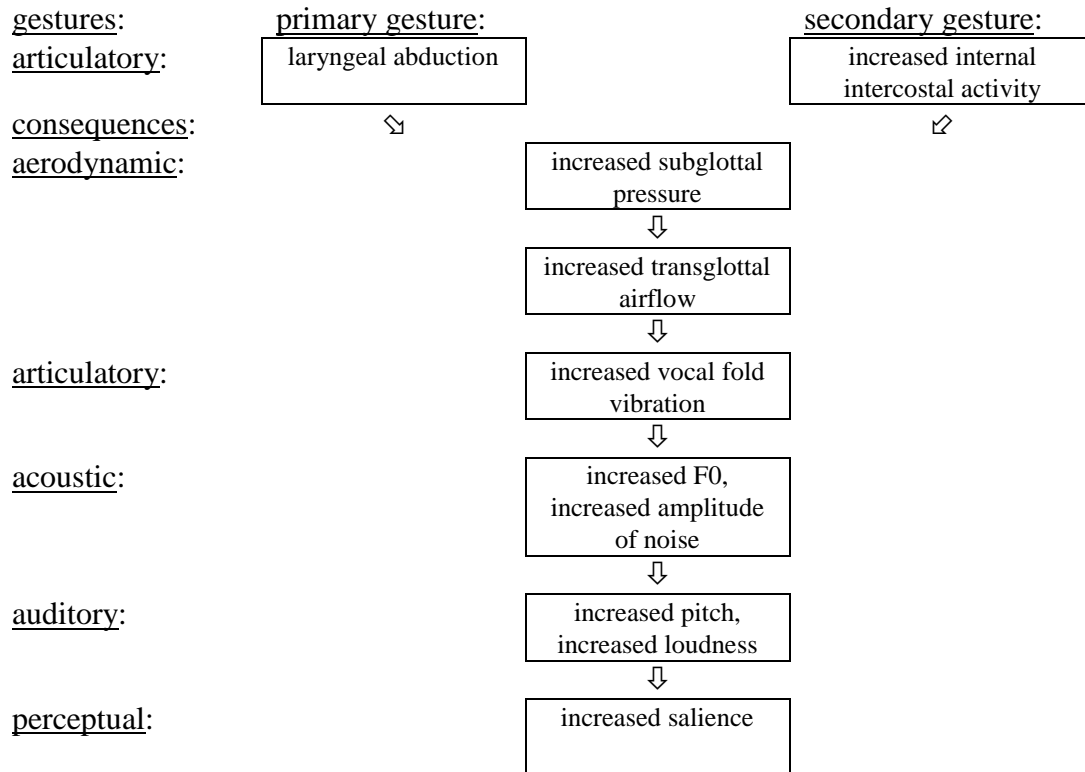 gestures: primary gesture: secondary gesture:
articulatory: laryngeal abduction increased internal
intercostal activity
consequences:
aerodynamic: increased subglottal
pressure
increased transglottal
airflow
articulatory: increased vocal fold
vibration
acoustic: increased F0,
increased amplitude
of noise
auditory: increased pitch,
increased loudness
perceptual: increased salience